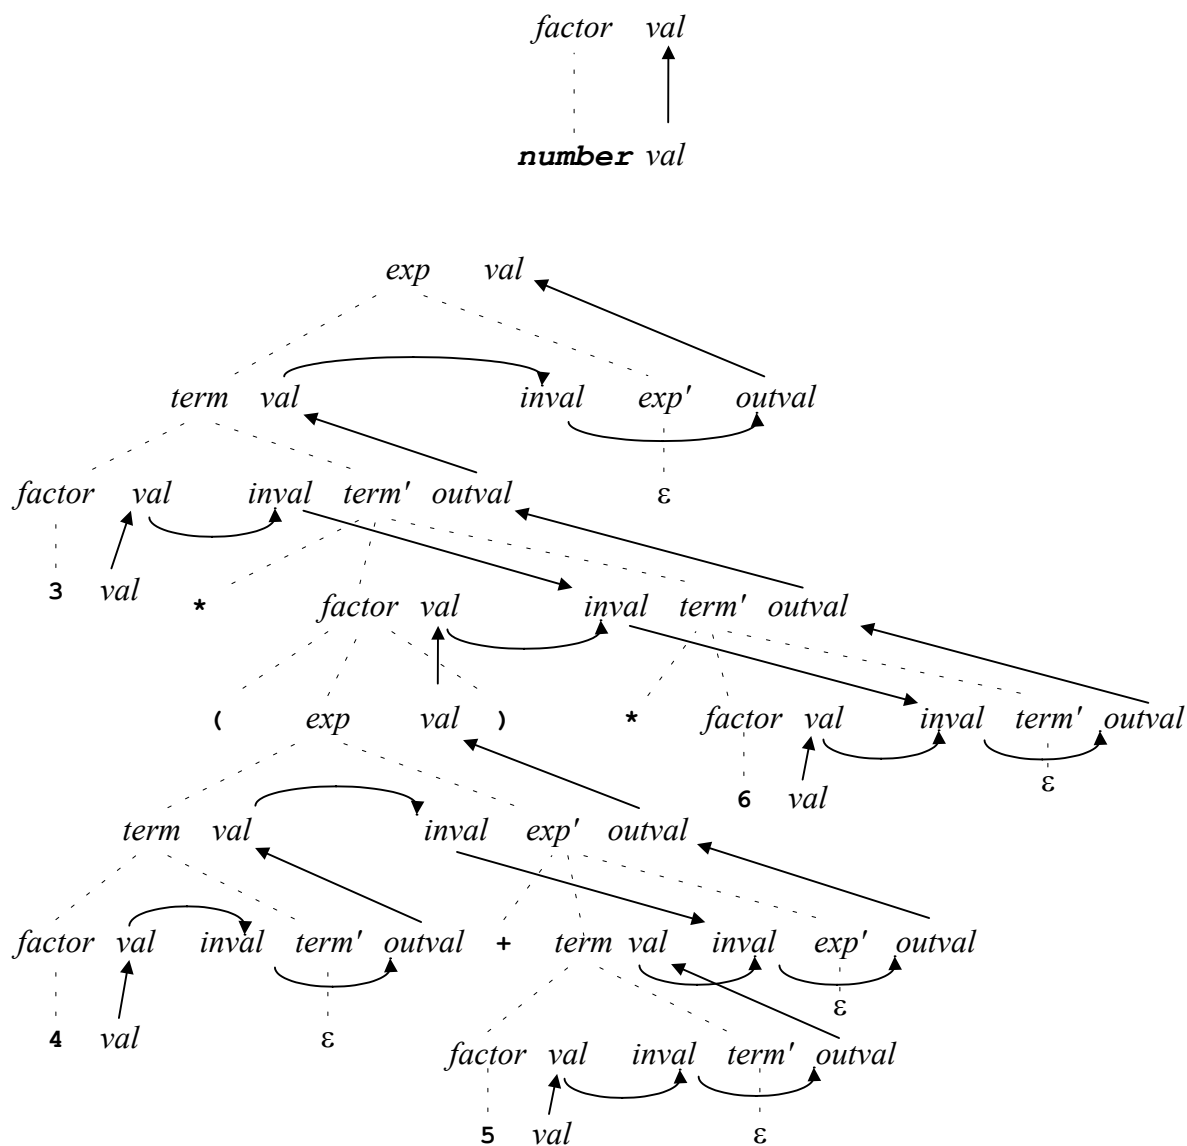 factor val
number val
exp val
term val inval exp' outval
factor val inval term' outval ε
3 val * factor val inval term' outval
( exp val ) * factor val inval term' outval
6 val ε
term val inval exp' outval
factor val inval term' outval + term val inval exp' outval
4 val ε ε
factor val inval term' outval
5 val ε